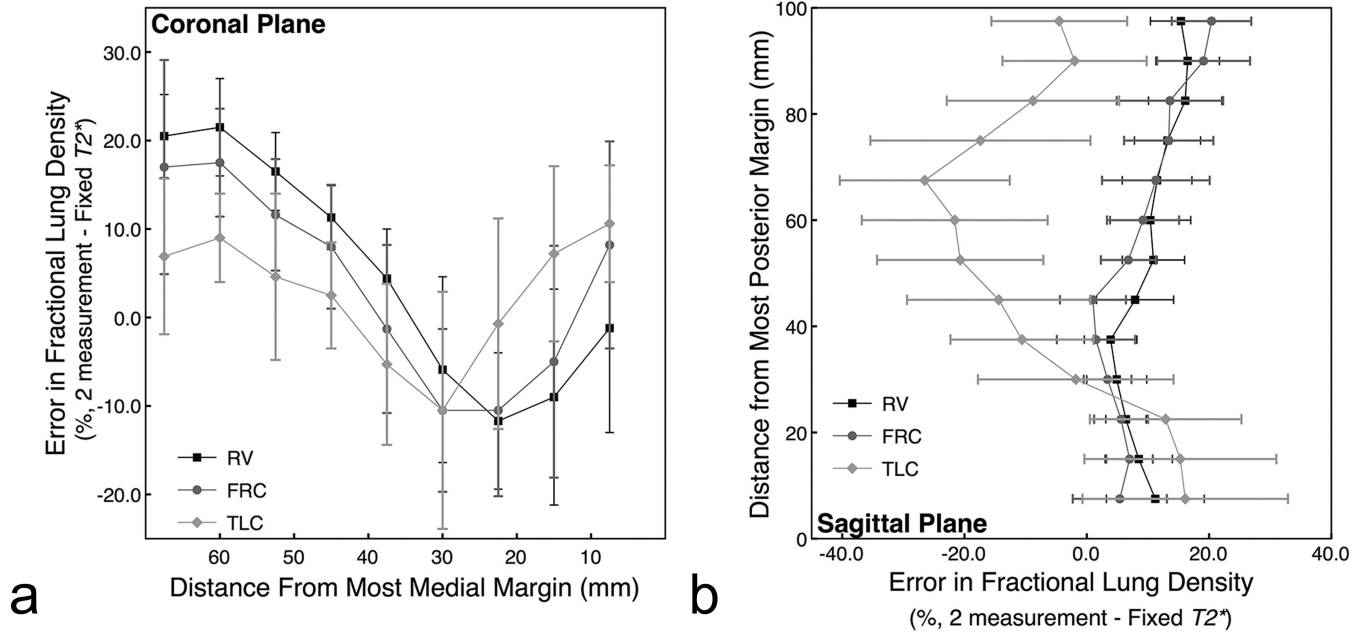 Coronal Plane
Error in Fractional Lung Density
(%, 2 measurement - Fixed T2*)
30.0
20.0
10.0
0.0
-10.0
-20.0
RV
FRC
TLC
60
50
40
30
20
10
Distance From Most Medial Margin (mm)
a
Distance from Most Posterior Margin (mm)
100
80
60
40
20
0
RV
FRC
TLC
Sagittal Plane
-40.0
-20.0
0.0
20.0
40.0
Error in Fractional Lung Density
(%, 2 measurement - Fixed T2*)
b